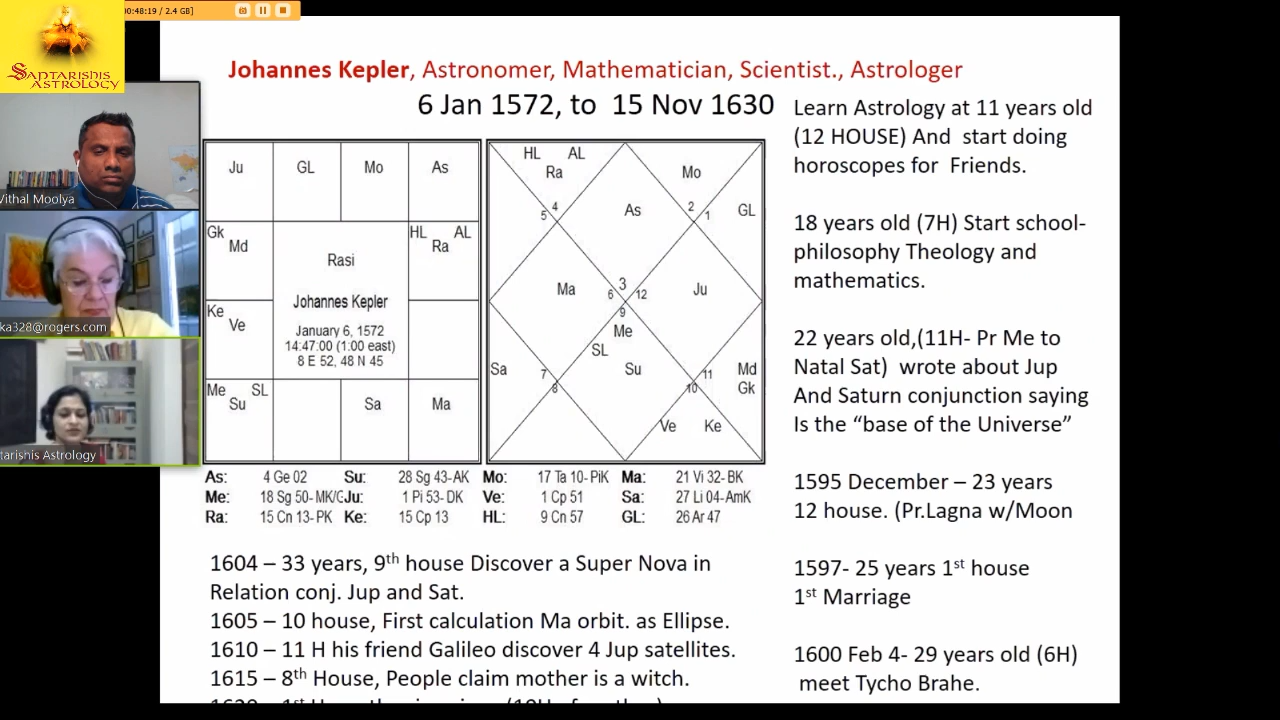 00:48:19 / 2.4 GB]
SAPTARISHIS
ASTROLOGY
Vithal Moolya
ka328@rogers.com
tarishis Astrology
Johannes Kepler, Astronomer, Mathematician, Scientist., Astrologer
6 Jan 1572, to 15 Nov 1630
Ju GL Mo As
Gk
Md
HL AL
Ra
Rasi
Johannes Kepler
January 6, 1572
14:47:00 (1:00 east)
8 E 52, 48 N 45
Ke
Ve
Me SL
Su
Sa
Ma
HL AL
Ra
Mo
As
GL
5 4
2 1
Ma
Ju
3
6 12
9
Me
SL
Su
Sa
7
8
11
10
Md
Gk
Ve Ke
As: 4 Ge 02 Su: 28 Sg 43- AK Mo: 17 Ta 10- PiK Ma: 21 Vi 32- BK
Me: 18 Sg 50- MK/GJu: 1 Pi 53- DK Ve: 1 Cp 51 Sa: 27 Li 04- AmK
Ra: 15 Cn 13- PK Ke: 15 Cp 13 HL: 9 Cn 57 GL: 26 Ar 47
1604 – 33 years, 9th house Discover a Super Nova in
Relation conj. Jup and Sat.
1605 – 10 house, First calculation Ma orbit. as Ellipse.
1610 – 11 H his friend Galileo discover 4 Jup satellites.
1615 – 8th House, People claim mother is a witch.
Learn Astrology at 11 years old
(12 HOUSE) And start doing
horoscopes for Friends.
18 years old (7H) Start school-
philosophy Theology and
mathematics.
22 years old,(11H- Pr Me to
Natal Sat) wrote about Jup
And Saturn conjunction saying
Is the “base of the Universe”
1595 December – 23 years
12 house. (Pr.Lagna w/Moon
1597- 25 years 1st house
1st Marriage
1600 Feb 4- 29 years old (6H)
meet Tycho Brahe.